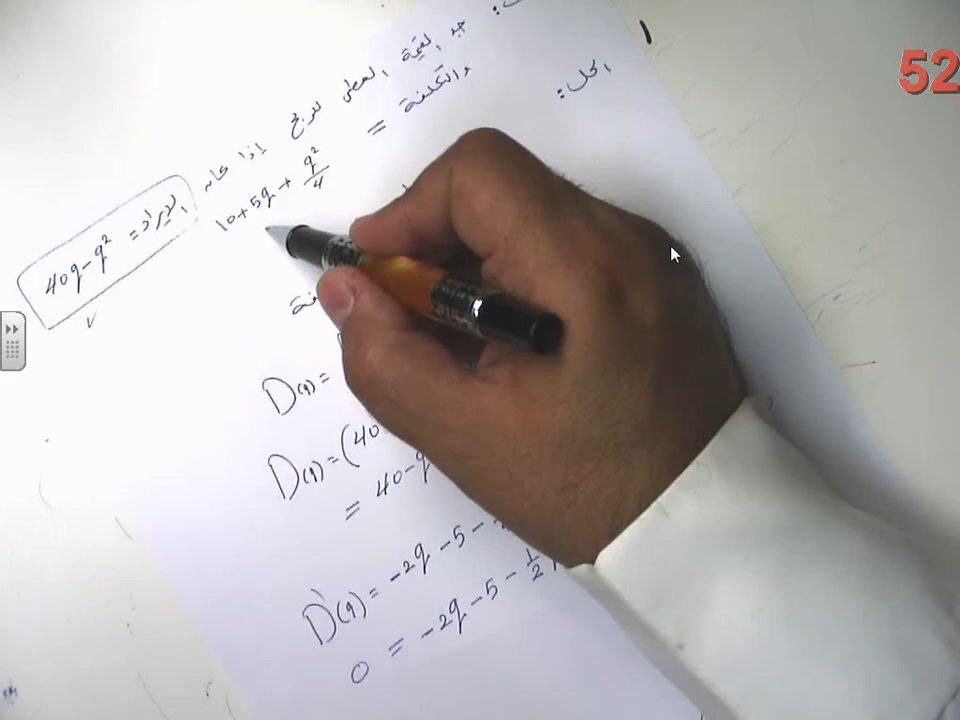 جد القيمة العظمى للربح إذا كان الإيراد = 40q - q²
والتكلفة = 10 + 5q + q²/4
الحل:
D(q) =
D(q) = (40
= 40 - q
D'(q) = -2q - 5 -
0 = -2q - 5 - 1/2
52